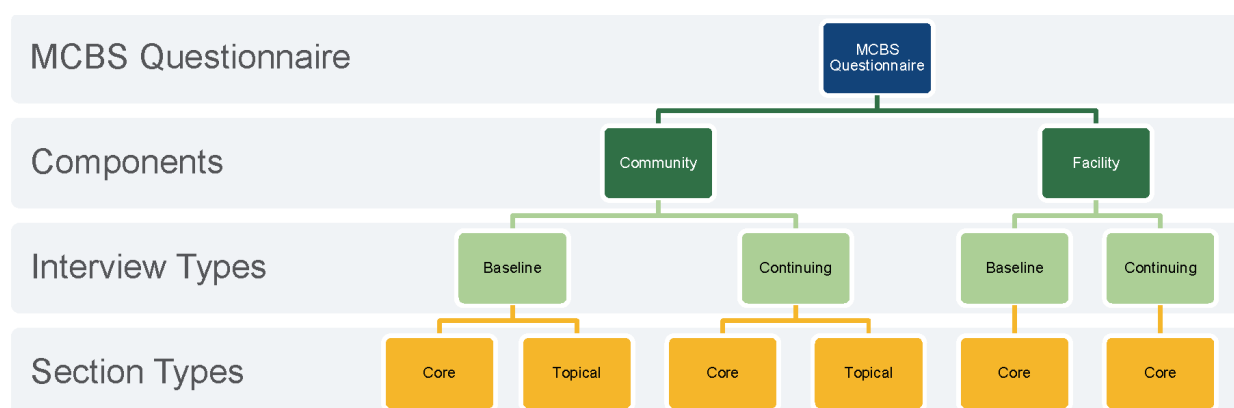 MCBS Questionnaire
MCBS
Questionnaire
Components
Community
Facility
Interview Types
Baseline
Continuing
Baseline
Continuing
Section Types
Core
Topical
Core
Topical
Core
Core